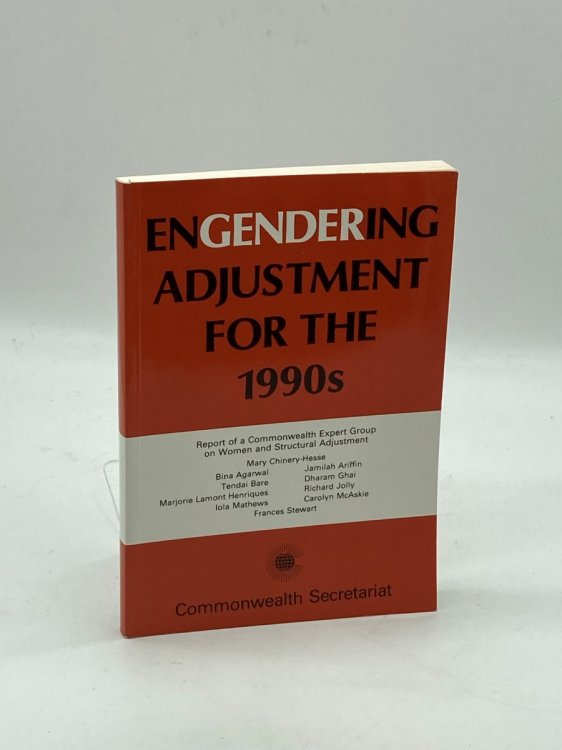 ENGENDERING
ADJUSTMENT
FOR THE
1990s
Report of a Commonwealth Expert Group
on Women and Structural Adjustment
Mary Chinery-Hesse
Bina Agarwal
Jamilah Ariffin
Tendai Bare
Dharam Ghai
Marjorie Lamont Henriques
Richard Jolly
Iola Mathews
Carolyn McAskie
Frances Stewart
Commonwealth Secretariat